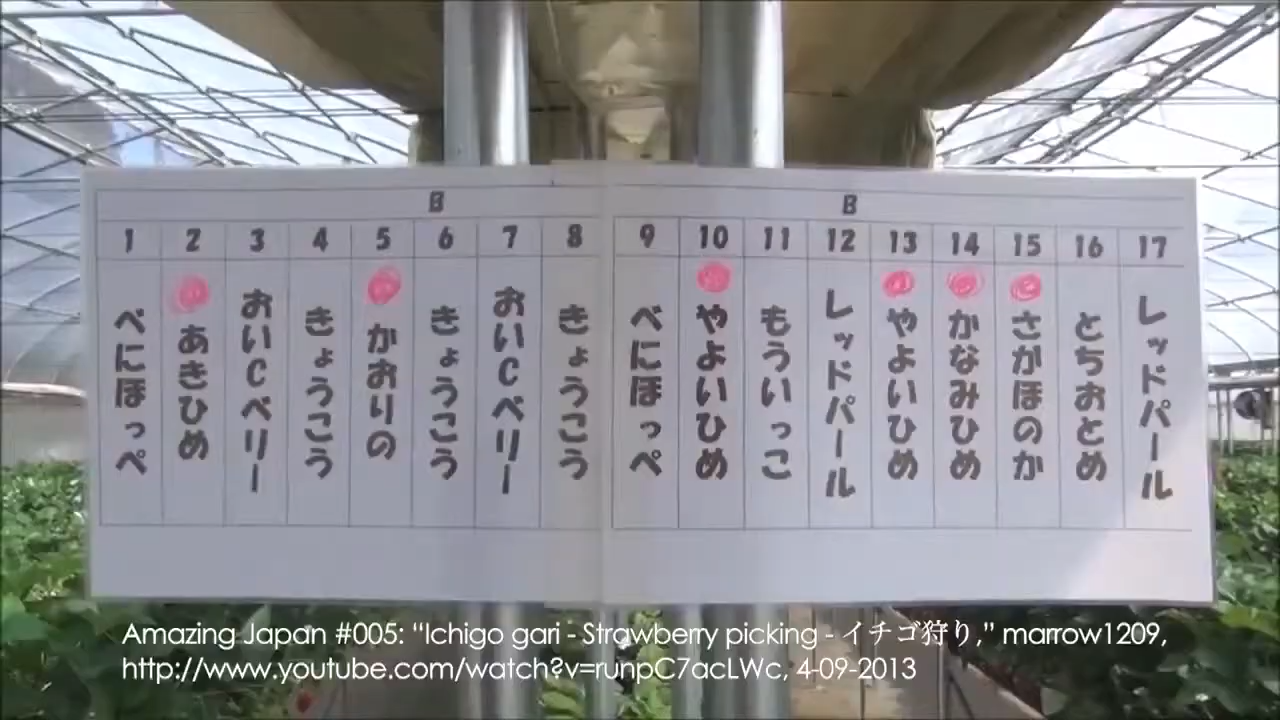 B
B
1 2 3 4 5 6 7 8 9 10 11 12 13 14 15 16 17
べにほっぺ
あきひめ
おいCベリー
きょうこう
かおりの
きょうこう
おいCベリー
きょうこう
べにほっぺ
やよいひめ
もういっこ
レッドパール
やよいひめ
かなみひめ
さがほのか
とちおとめ
レッドパール
Amazing Japan #005: “Ichigo gari - Strawberry picking - イチゴ狩り,” marrow1209,
http://www.youtube.com/watch?v=runpC7acLWc, 4-09-2013